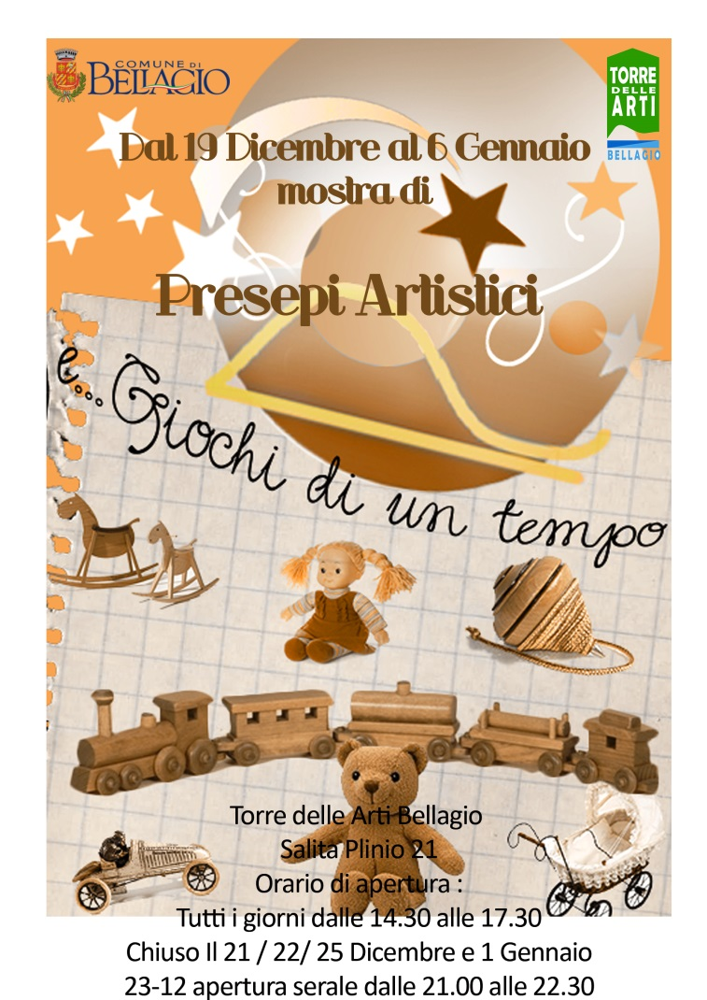 COMUNE DI
BELLAGIO
TORRE
DELLE
ARTI
BELLAGIO
Dal 19 Dicembre al 6 Gennaio
mostra di
Presepi Artistici
e...Giochi di un tempo
Torre delle Arti Bellagio
Salita Plinio 21
Orario di apertura :
Tutti i giorni dalle 14.30 alle 17.30
Chiuso Il 21 / 22/ 25 Dicembre e 1 Gennaio
23-12 apertura serale dalle 21.00 alle 22.30